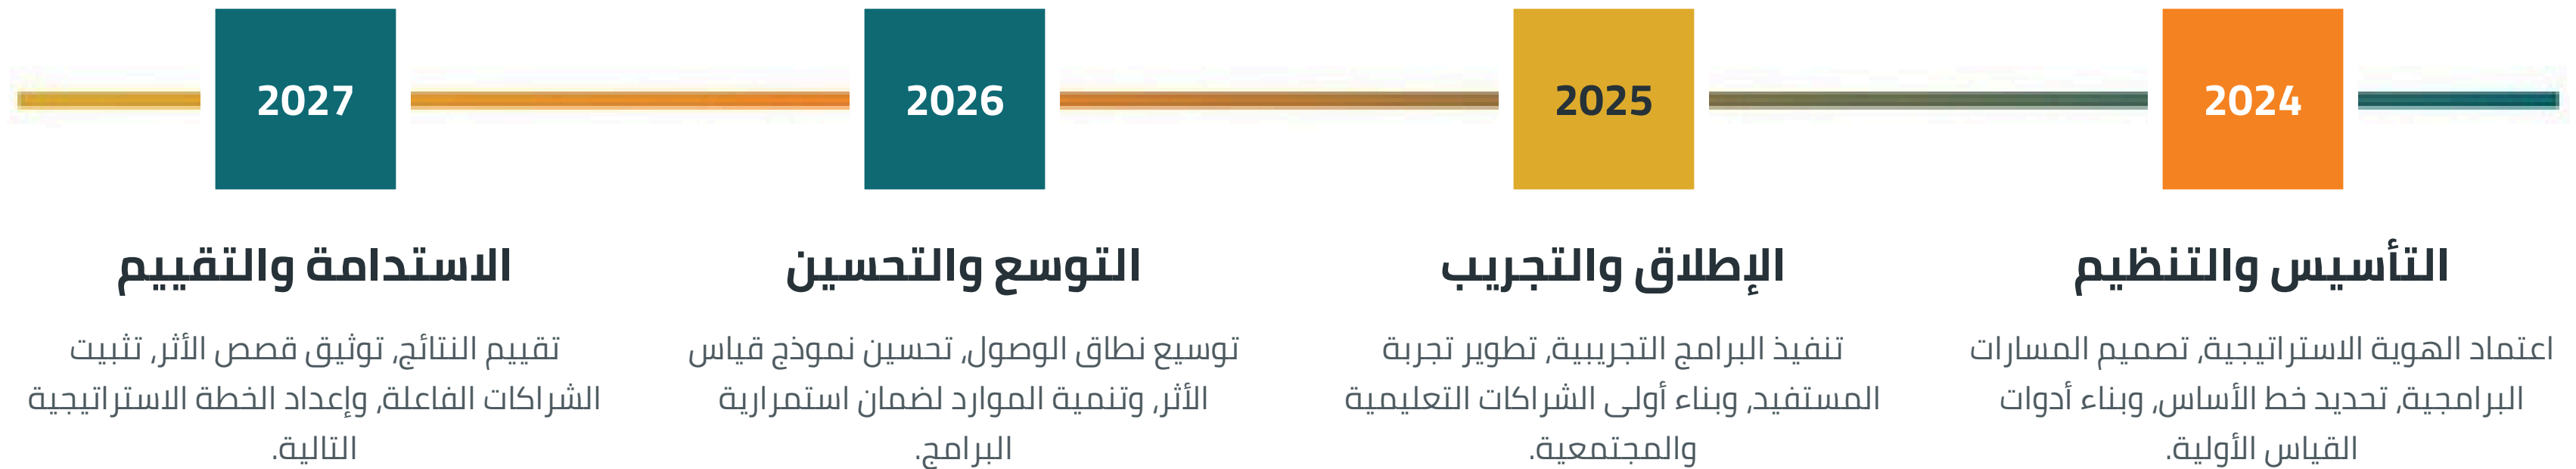 2024
التأسيس والتنظيم
اعتماد الهوية الاستراتيجية، تصميم المسارات
البرامجية، تحديد خط الأساس، وبناء أدوات
القياس الأولية.
2025
الإطلاق والتجريب
تنفيذ البرامج التجريبية، تطوير تجربة
المستفيد، وبناء أولى الشراكات التعليمية
والمجتمعية.
2026
التوسع والتحسين
توسيع نطاق الوصول، تحسين نموذج قياس
الأثر، وتنمية الموارد لضمان استمرارية
البرامج.
2027
الاستدامة والتقييم
تقييم النتائج، توثيق قصص الأثر، تثبيت
الشراكات الفاعلة، وإعداد الخطة الاستراتيجية
التالية.